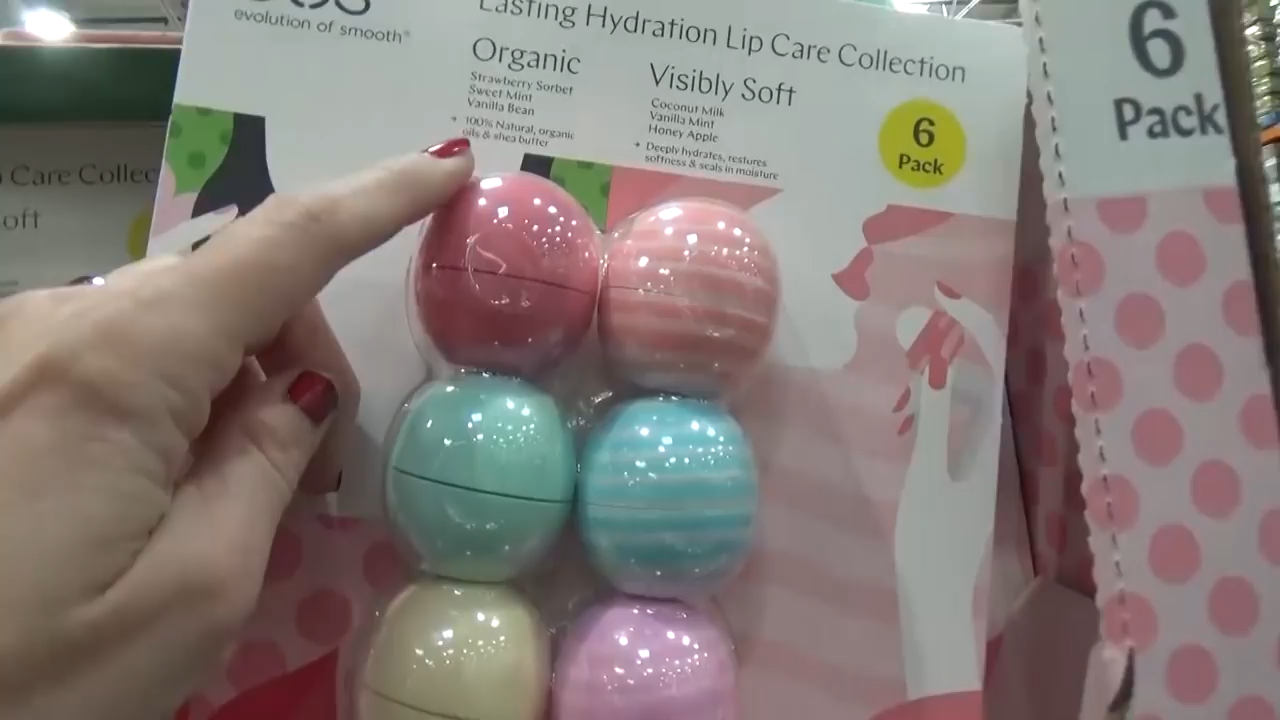 eos
evolution of smooth®
Lasting Hydration Lip Care Collection
Organic
Strawberry Sorbet
Sweet Mint
Vanilla Bean
+ 100% Natural, organic
oils & shea butter
Visibly Soft
Coconut Milk
Vanilla Mint
Honey Apple
+ Deeply hydrates, restores
softness & seals in moisture
6
Pack
6
Pack
Care Collec
oft